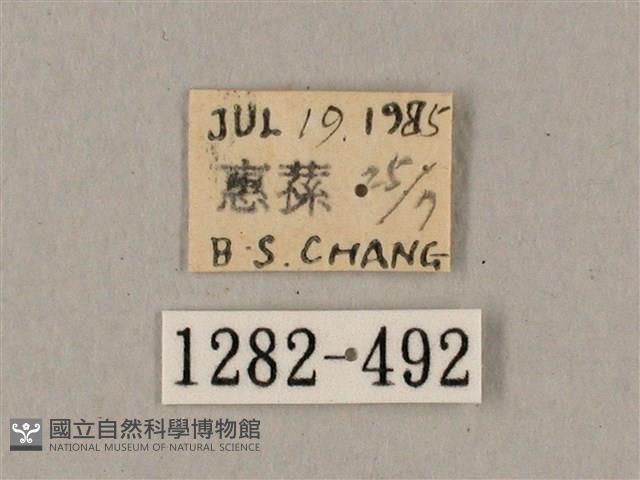 JUL 19. 1985
惠蓀 25/7
B.S. CHANG
1282-492
國立自然科學博物館
NATIONAL MUSEUM OF NATURAL SCIENCE